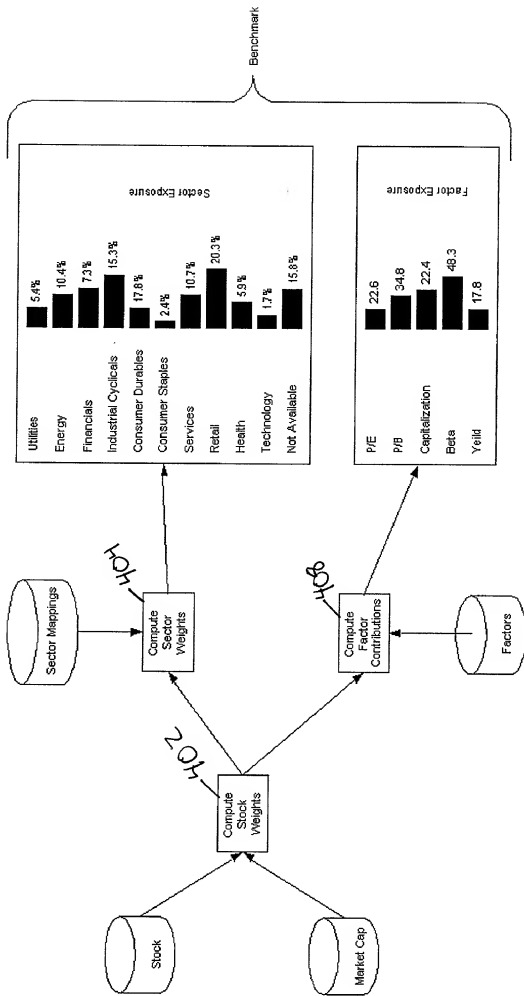 Stock
Market Cap
402
Compute
Stock
Weights
Sector Mappings
404
Compute
Sector
Weights
408
Compute
Factor
Contributions
Factors
Utilities 5.4%
Energy 10.4%
Financials 7.3%
Industrial Cyclicals 15.3%
Consumer Durables 17.8%
Consumer Staples 2.4%
Services 10.7%
Retail 20.3%
Health 5.9%
Technology 1.7%
Not Available 15.8%
Sector Exposure
P/E 22.6
P/B 34.8
Capitalization 22.4
Beta 48.3
Yeild 17.8
Factor Exposure
Benchmark